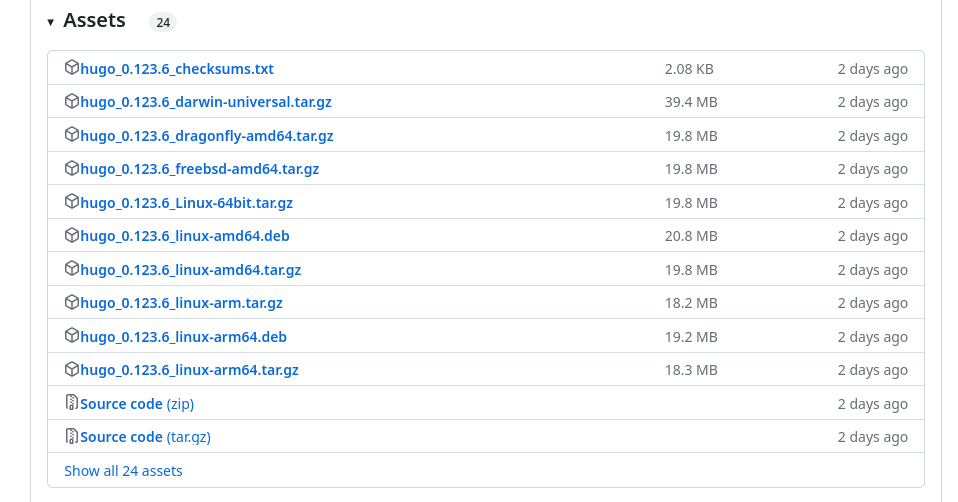 Assets 24
hugo_0.123.6_checksums.txt 2.08 KB 2 days ago
hugo_0.123.6_darwin-universal.tar.gz 39.4 MB 2 days ago
hugo_0.123.6_dragonfly-amd64.tar.gz 19.8 MB 2 days ago
hugo_0.123.6_freebsd-amd64.tar.gz 19.8 MB 2 days ago
hugo_0.123.6_Linux-64bit.tar.gz 19.8 MB 2 days ago
hugo_0.123.6_linux-amd64.deb 20.8 MB 2 days ago
hugo_0.123.6_linux-amd64.tar.gz 19.8 MB 2 days ago
hugo_0.123.6_linux-arm.tar.gz 18.2 MB 2 days ago
hugo_0.123.6_linux-arm64.deb 19.2 MB 2 days ago
hugo_0.123.6_linux-arm64.tar.gz 18.3 MB 2 days ago
Source code (zip) 2 days ago
Source code (tar.gz) 2 days ago
Show all 24 assets